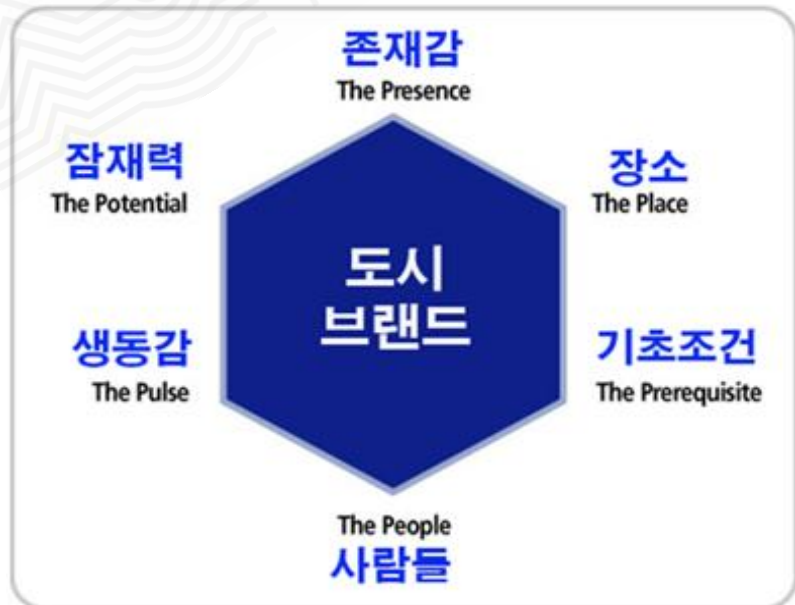 존재감
The Presence
잠재력
The Potential
장소
The Place
도시
브랜드
생동감
The Pulse
기초조건
The Prerequisite
The People
사람들